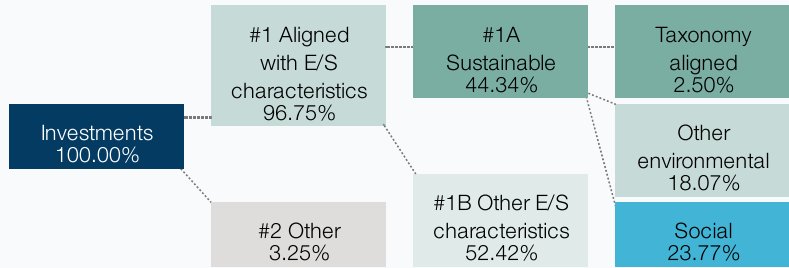 Investments
100.00%
#1 Aligned
with E/S
characteristics
96.75%
#2 Other
3.25%
#1A
Sustainable
44.34%
#1B Other E/S
characteristics
52.42%
Taxonomy
aligned
2.50%
Other
environmental
18.07%
Social
23.77%